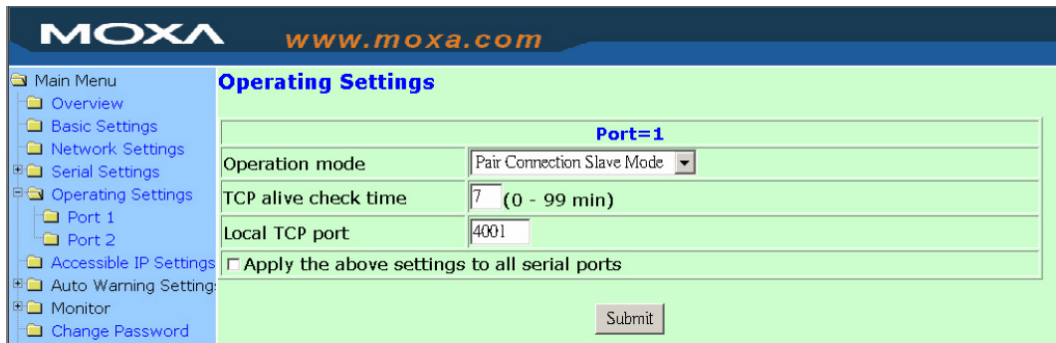 MOXA www.moxa.com
Main Menu
Overview
Basic Settings
Network Settings
Serial Settings
Operating Settings
Port 1
Port 2
Accessible IP Settings
Auto Warning Setting
Monitor
Change Password
Operating Settings
Port=1
Operation mode Pair Connection Slave Mode
TCP alive check time 7 (0 - 99 min)
Local TCP port 4001
Apply the above settings to all serial ports
Submit